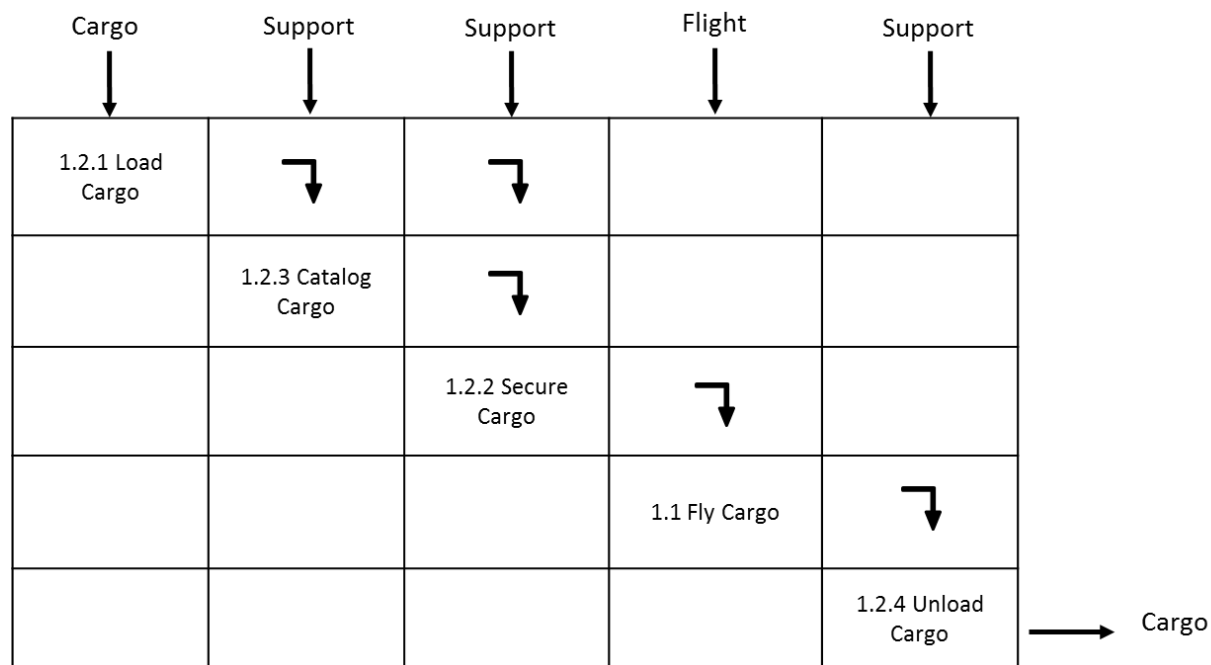 Cargo
Support
Support
Flight
Support
1.2.1 Load
Cargo
1.2.3 Catalog
Cargo
1.2.2 Secure
Cargo
1.1 Fly Cargo
1.2.4 Unload
Cargo
Cargo